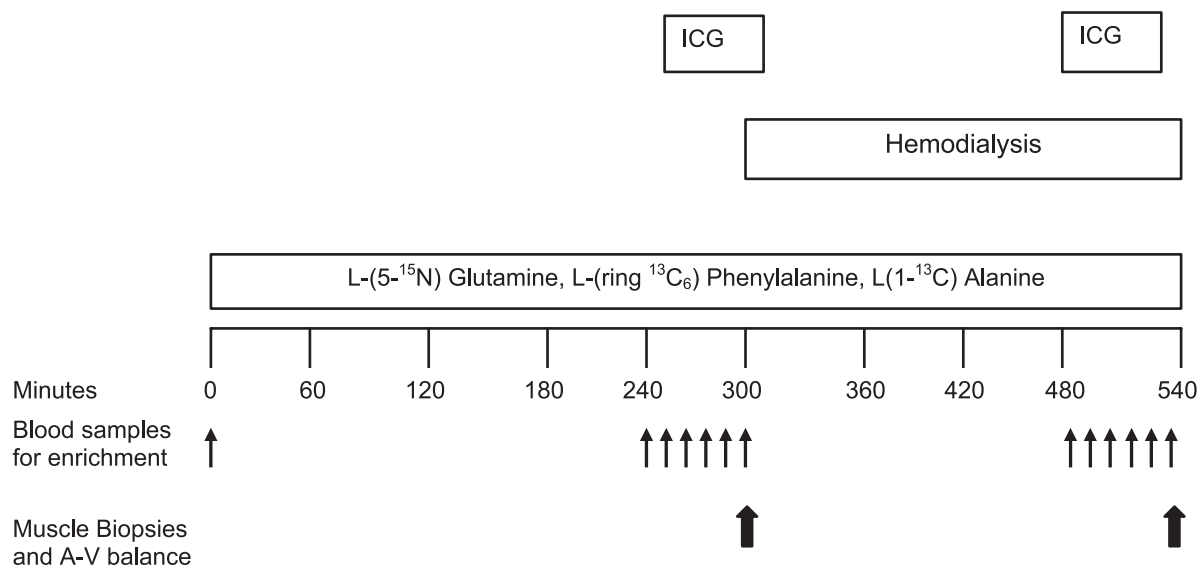 ICG ICG
Hemodialysis
L-(5-¹⁵N) Glutamine, L-(ring ¹³C₆) Phenylalanine, L(1-¹³C) Alanine
Minutes 0 60 120 180 240 300 360 420 480 540
Blood samples
for enrichment
Muscle Biopsies
and A-V balance